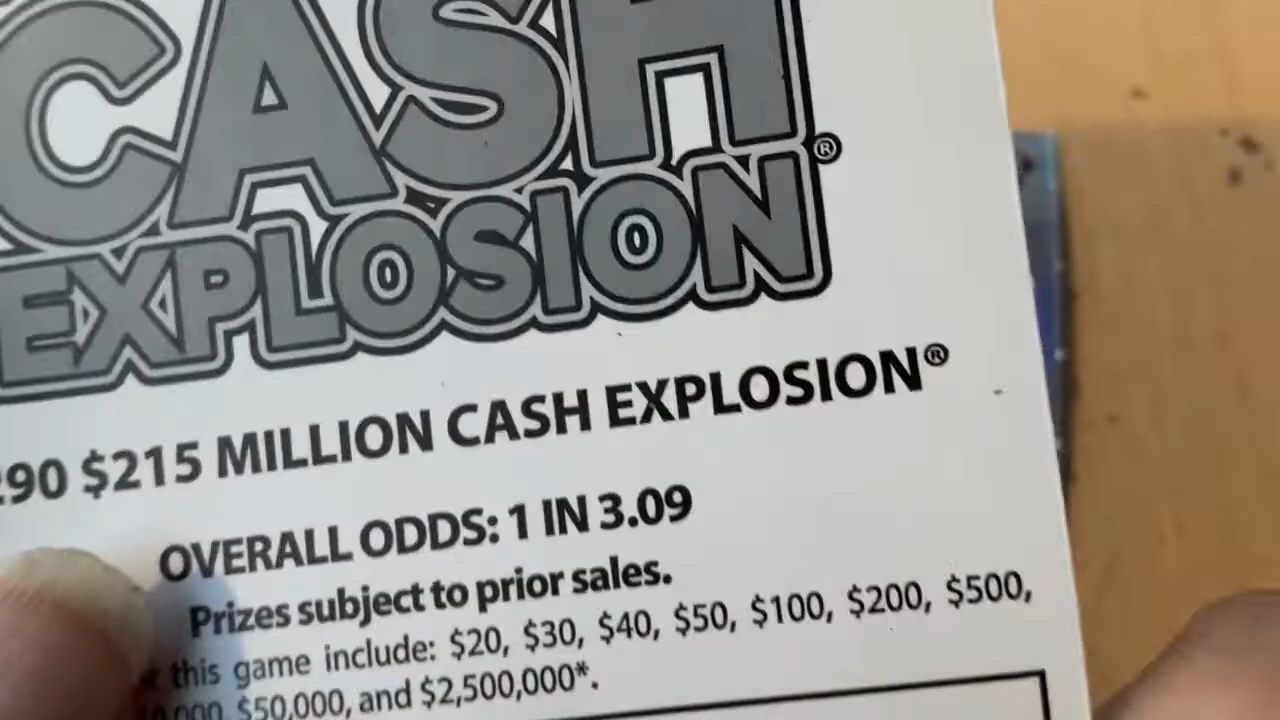 CASH
EXPLOSION®
290 $215 MILLION CASH EXPLOSION®
OVERALL ODDS: 1 IN 3.09
Prizes subject to prior sales.
this game include: $20, $30, $40, $50, $100, $200, $500,
$50,000, and $2,500,000*.